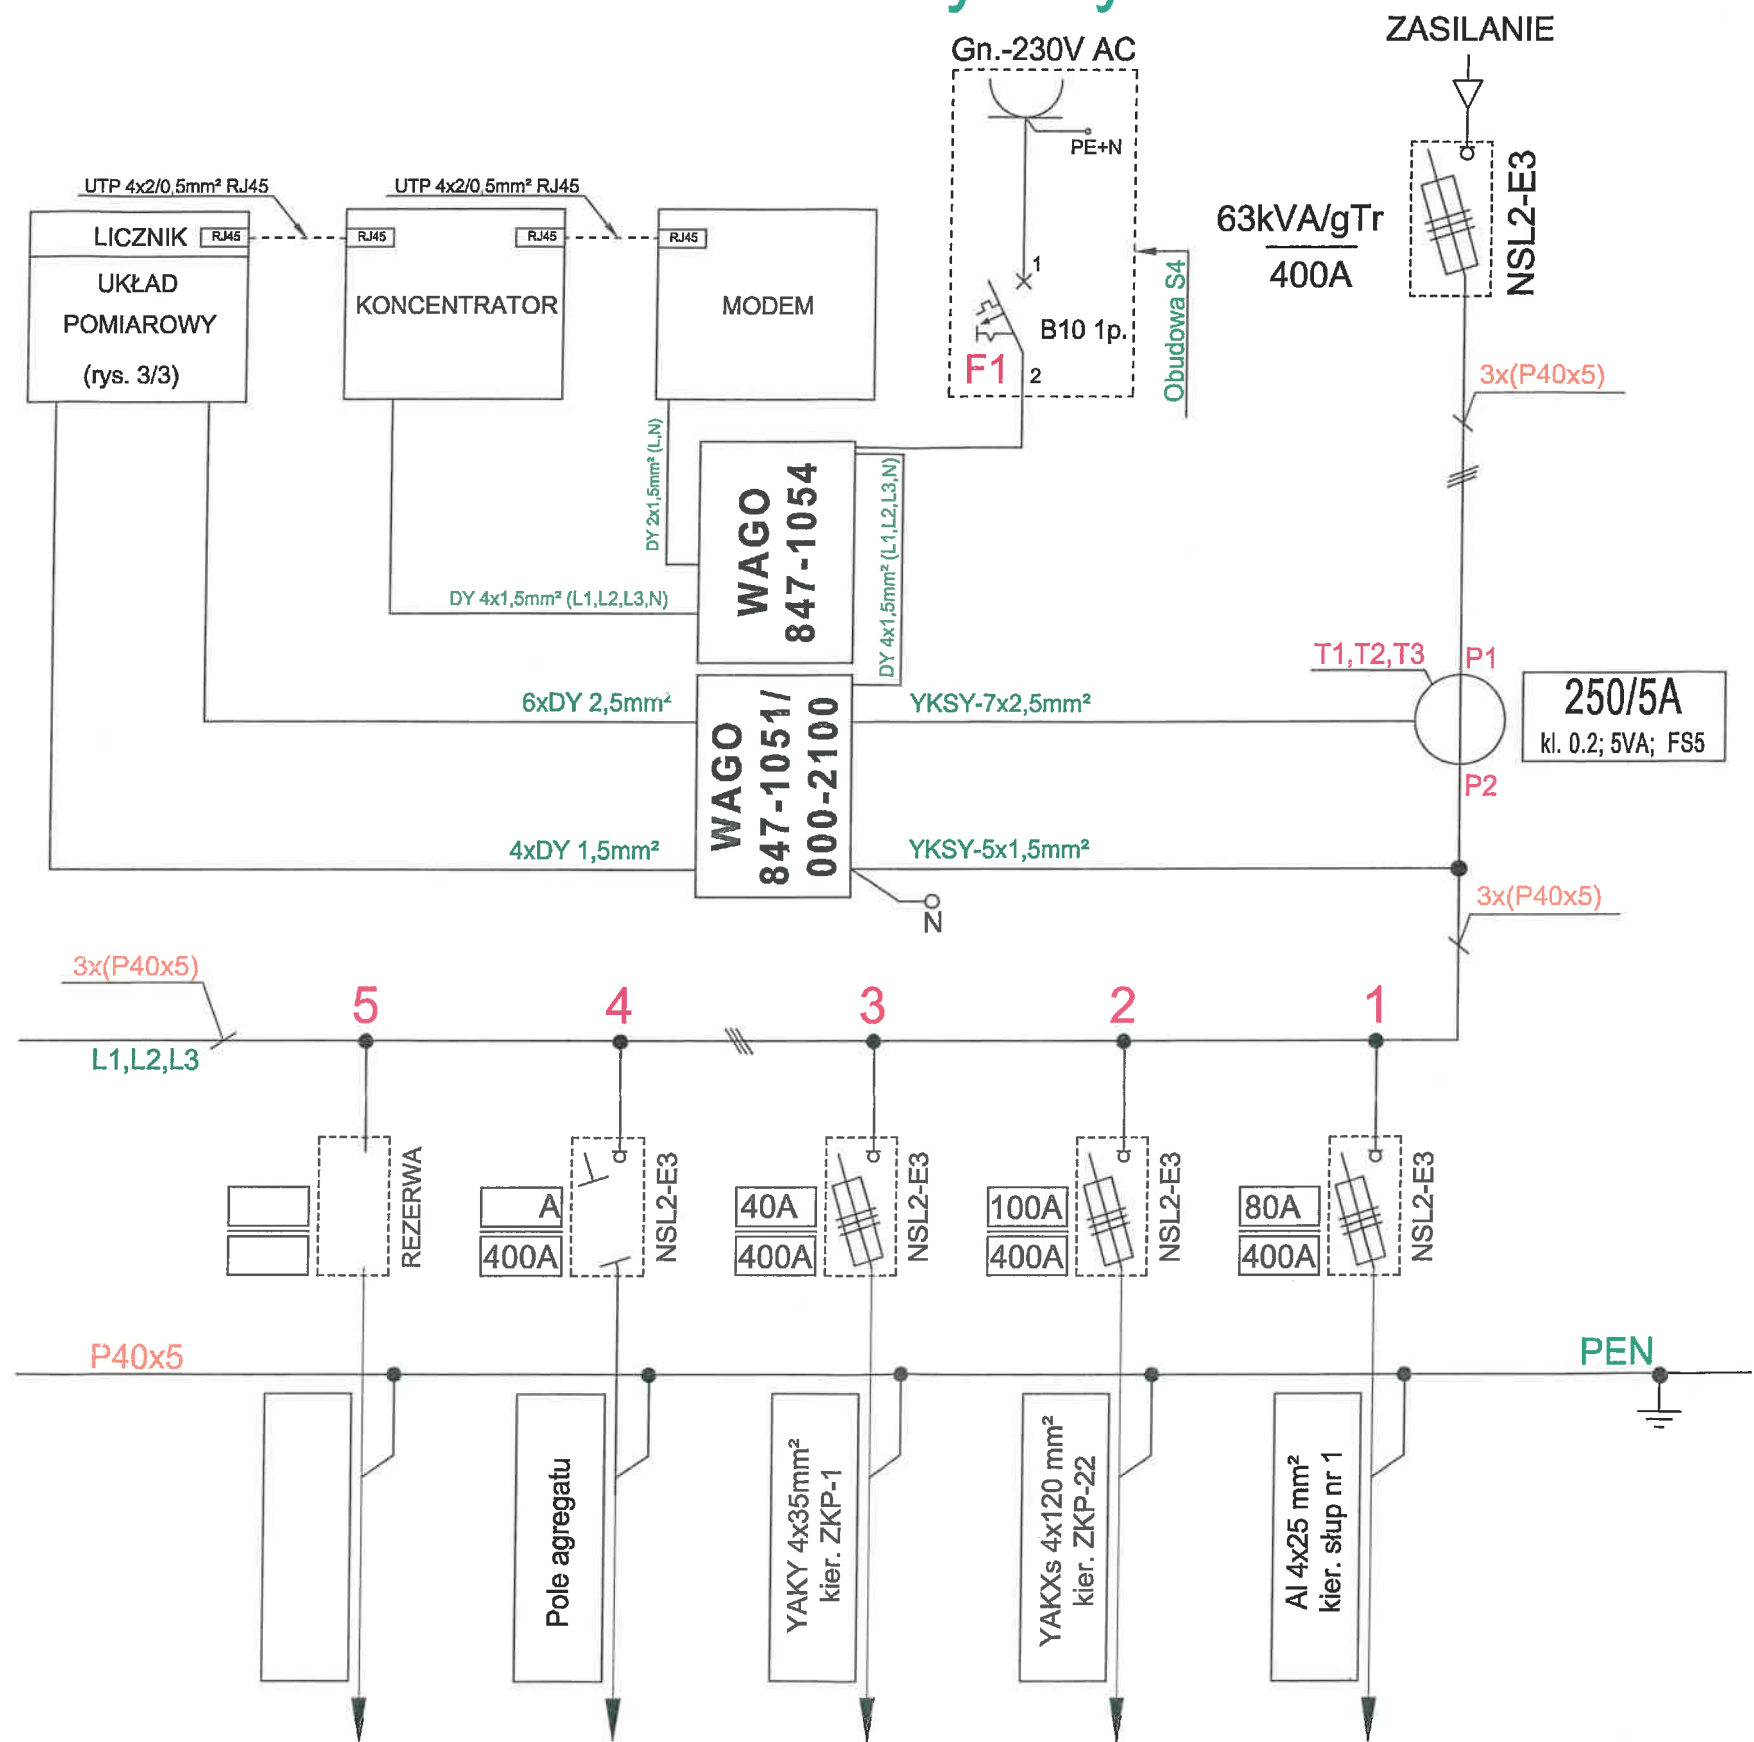 Gn.-230V AC
ZASILANIE
PE+N
UTP 4x2/0,5mm² RJ45
UTP 4x2/0,5mm² RJ45
LICZNIK
RJ45
RJ45
RJ45
RJ45
UKŁAD
POMIAROWY
(rys. 3/3)
KONCENTRATOR
MODEM
1
B10 1p.
F1
2
Obudowa S4
63kVA/gTr
400A
NSL2-E3
3x(P40x5)
DY 2x1,5mm² (L,N)
WAGO
847-1054
DY 4x1,5mm² (L1,L2,L3,N)
DY 4x1,5mm² (L1,L2,L3,N)
T1,T2,T3
P1
250/5A
kl. 0.2; 5VA; FS5
P2
6xDY 2,5mm²
WAGO
847-1051/
000-2100
YKSY-7x2,5mm²
4xDY 1,5mm²
YKSY-5x1,5mm²
N
3x(P40x5)
3x(P40x5)
L1,L2,L3
5
4
3
2
1
REZERWA
A
400A
NSL2-E3
40A
400A
NSL2-E3
100A
400A
NSL2-E3
80A
400A
NSL2-E3
P40x5
PEN
Pole agregatu
YAKY 4x35mm²
kier. ZKP-1
YAKXs 4x120 mm²
kier. ZKP-22
Al 4x25 mm²
kier. słup nr 1